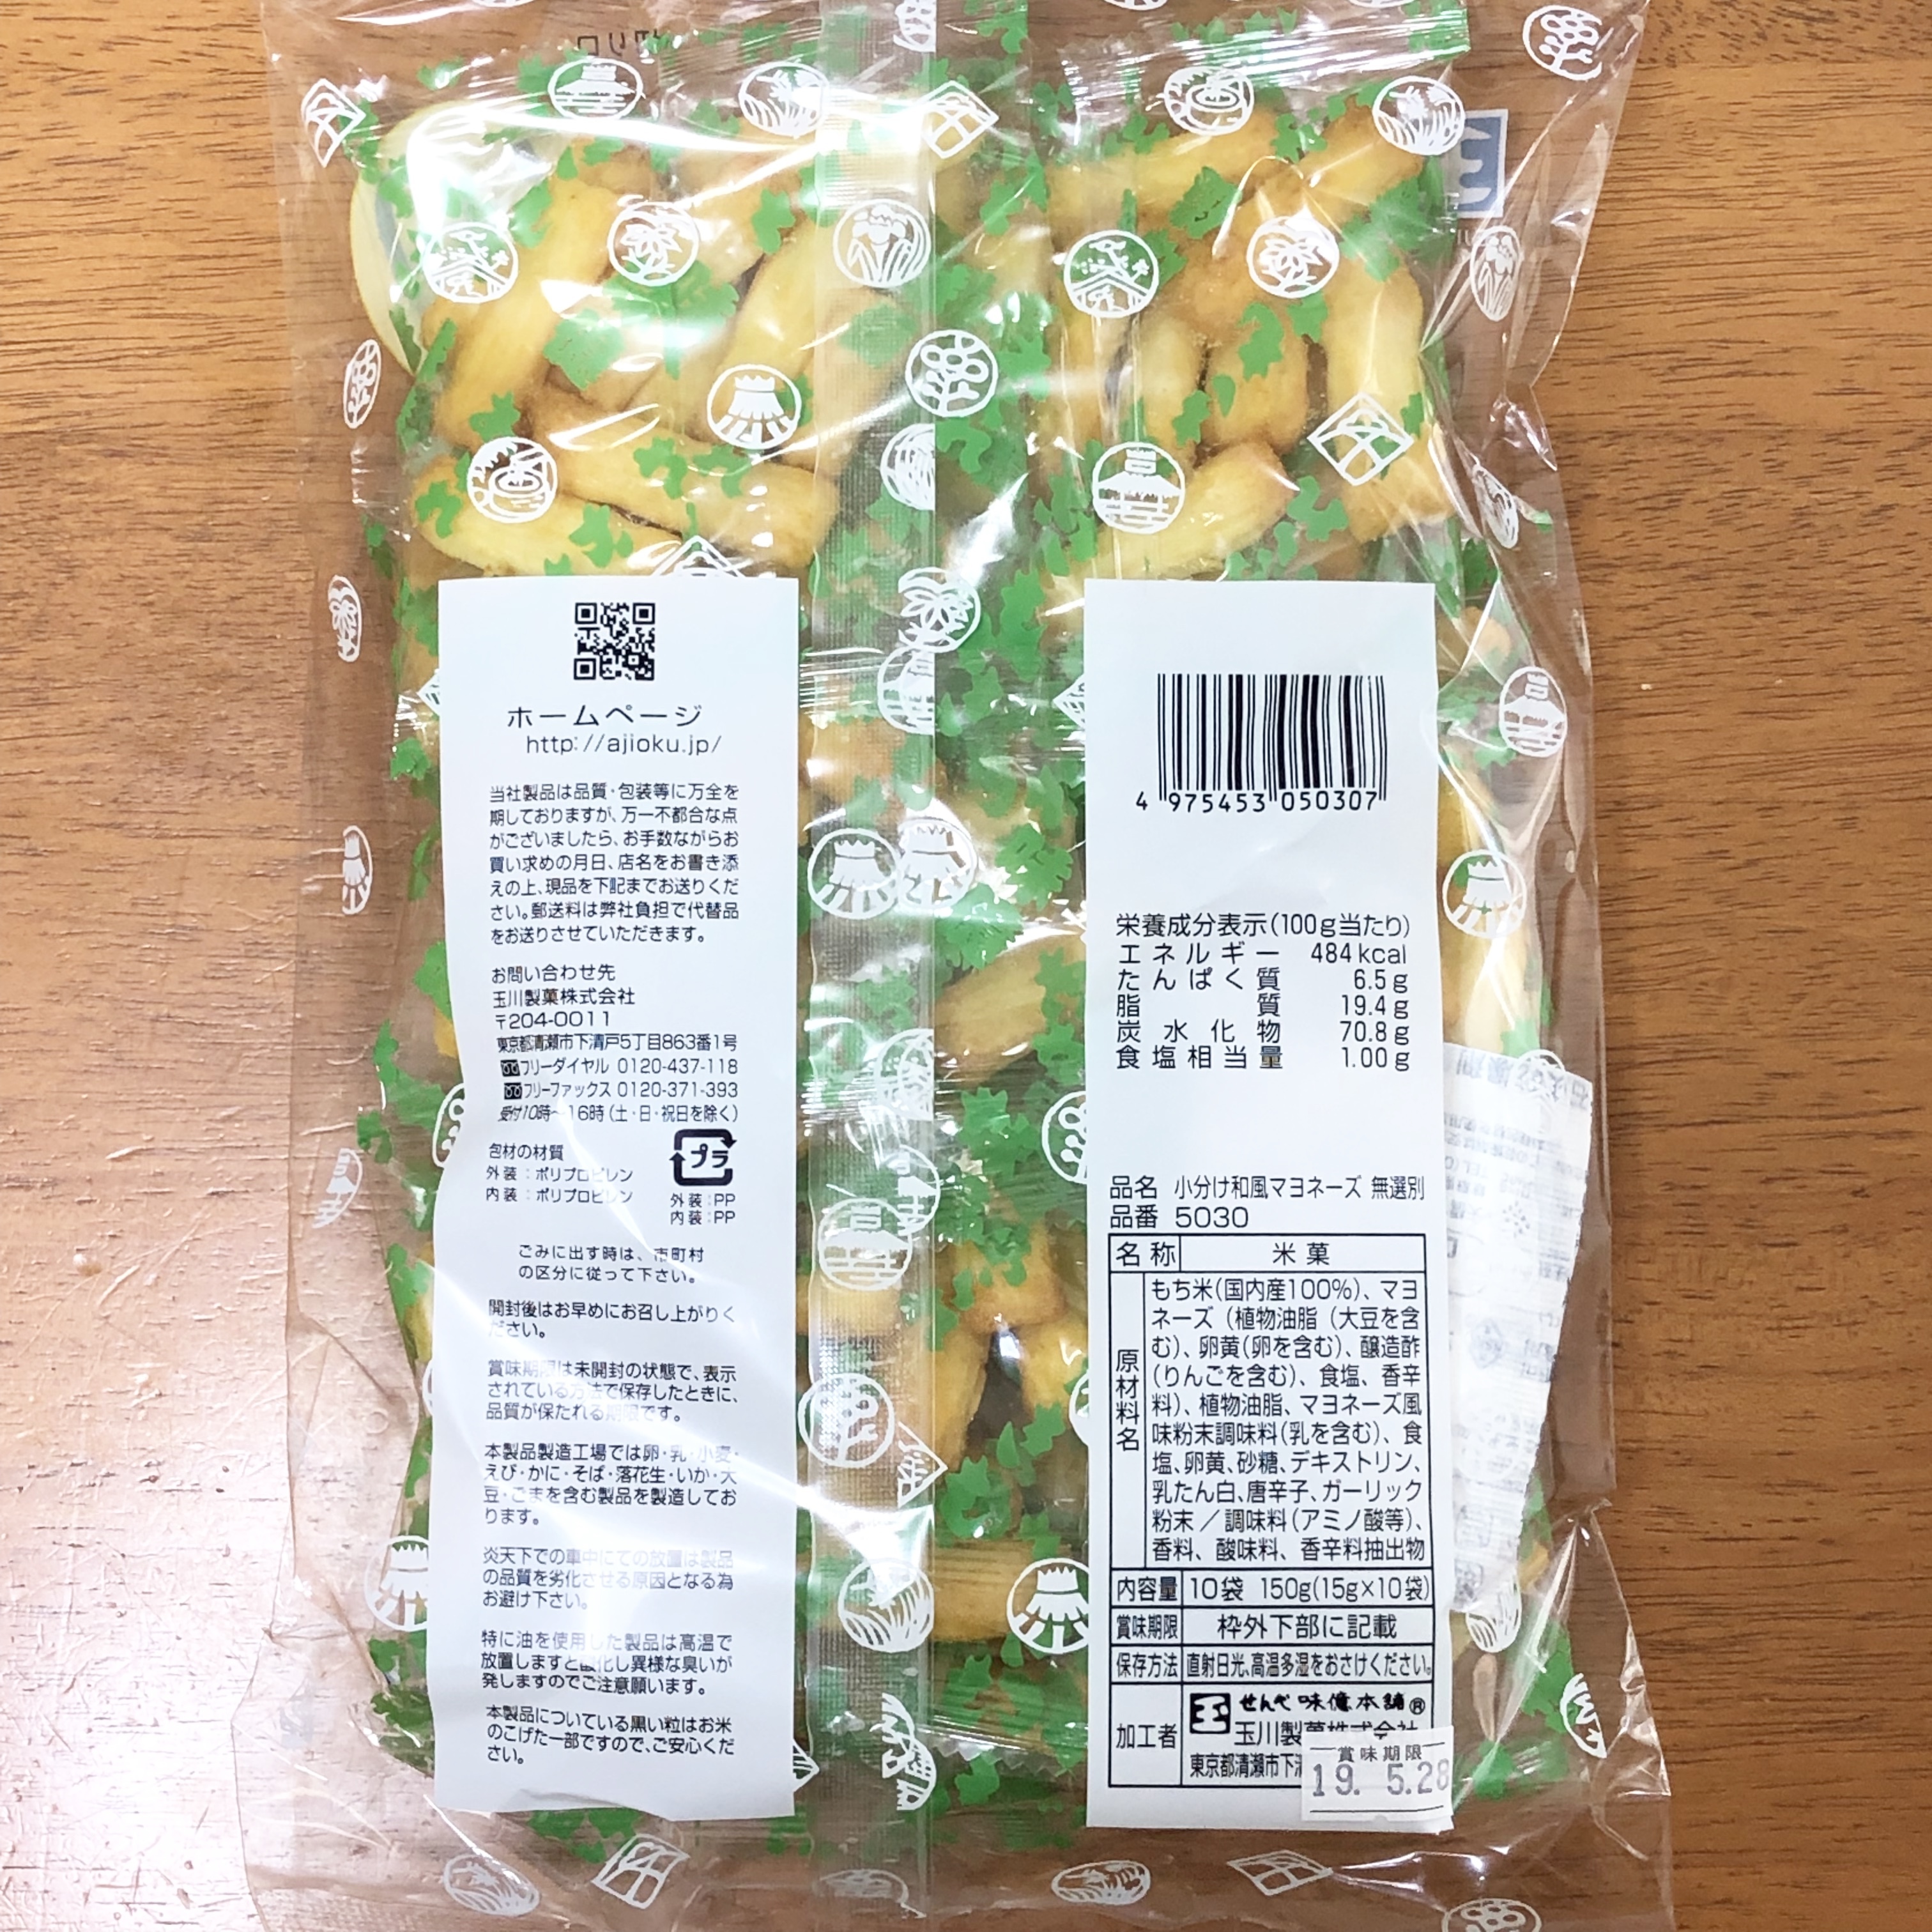 切り口
ホームページ
http://ajioku.jp/
当社製品は品質・包装等に万全を
期しておりますが、万一不都合な点
がございましたら、お手数ながらお
買い求めの月日、店名をお書き添
えの上、現品を下記までお送りくだ
さい。郵送料は弊社負担で代替品
をお送りさせていただきます。
お問い合わせ先
玉川製菓株式会社
〒204-0011
東京都清瀬市下清戸5丁目863番1号
フリーダイヤル 0120-437-118
フリーファックス 0120-371-393
受付10時～16時(土・日・祝日を除く)
包材の材質
外装:ポリプロピレン
内装:ポリプロピレン
プラ
外装:PP
内装:PP
ごみに出す時は、市町村
の区分に従って下さい。
開封後はお早めにお召し上がりく
ださい。
賞味期限は未開封の状態で、表示
されている方法で保存したときに、
品質が保たれる期限です。
本製品製造工場では卵・乳・小麦・
えび・かに・そば・落花生・いか・大
豆・ごまを含む製品を製造してお
ります。
炎天下での車中にての放置は製品
の品質を劣化させる原因となる為
お避け下さい。
特に油を使用した製品は高温で
放置しますと酸化し異様な臭いが
発しますのでご注意願います。
本製品についている黒い粒はお米
のこげた一部ですので、ご安心くだ
さい。
4 975453 050307
栄養成分表示(100g当たり)
エネルギー 484kcal
たんぱく質 6.5g
脂質 19.4g
炭水化物 70.8g
食塩相当量 1.00g
品名 小分け和風マヨネーズ 無選別
品番 5030
名称 米菓
原材料名
もち米(国内産100%)、マヨ
ネーズ(植物油脂(大豆を含
む)、卵黄(卵を含む)、醸造酢
(りんごを含む)、食塩、香辛
料)、植物油脂、マヨネーズ風
味粉末調味料(乳を含む)、食
塩、卵黄、砂糖、デキストリン、
乳たん白、唐辛子、ガーリック
粉末/調味料(アミノ酸等)、
香料、酸味料、香辛料抽出物
内容量 10袋 150g(15g×10袋)
賞味期限 枠外下部に記載
保存方法 直射日光、高温多湿をおさけください。
加工者
せんべ 味億本舗®
玉川製菓株式会社
東京都清瀬市下
賞味期限
19. 5.28